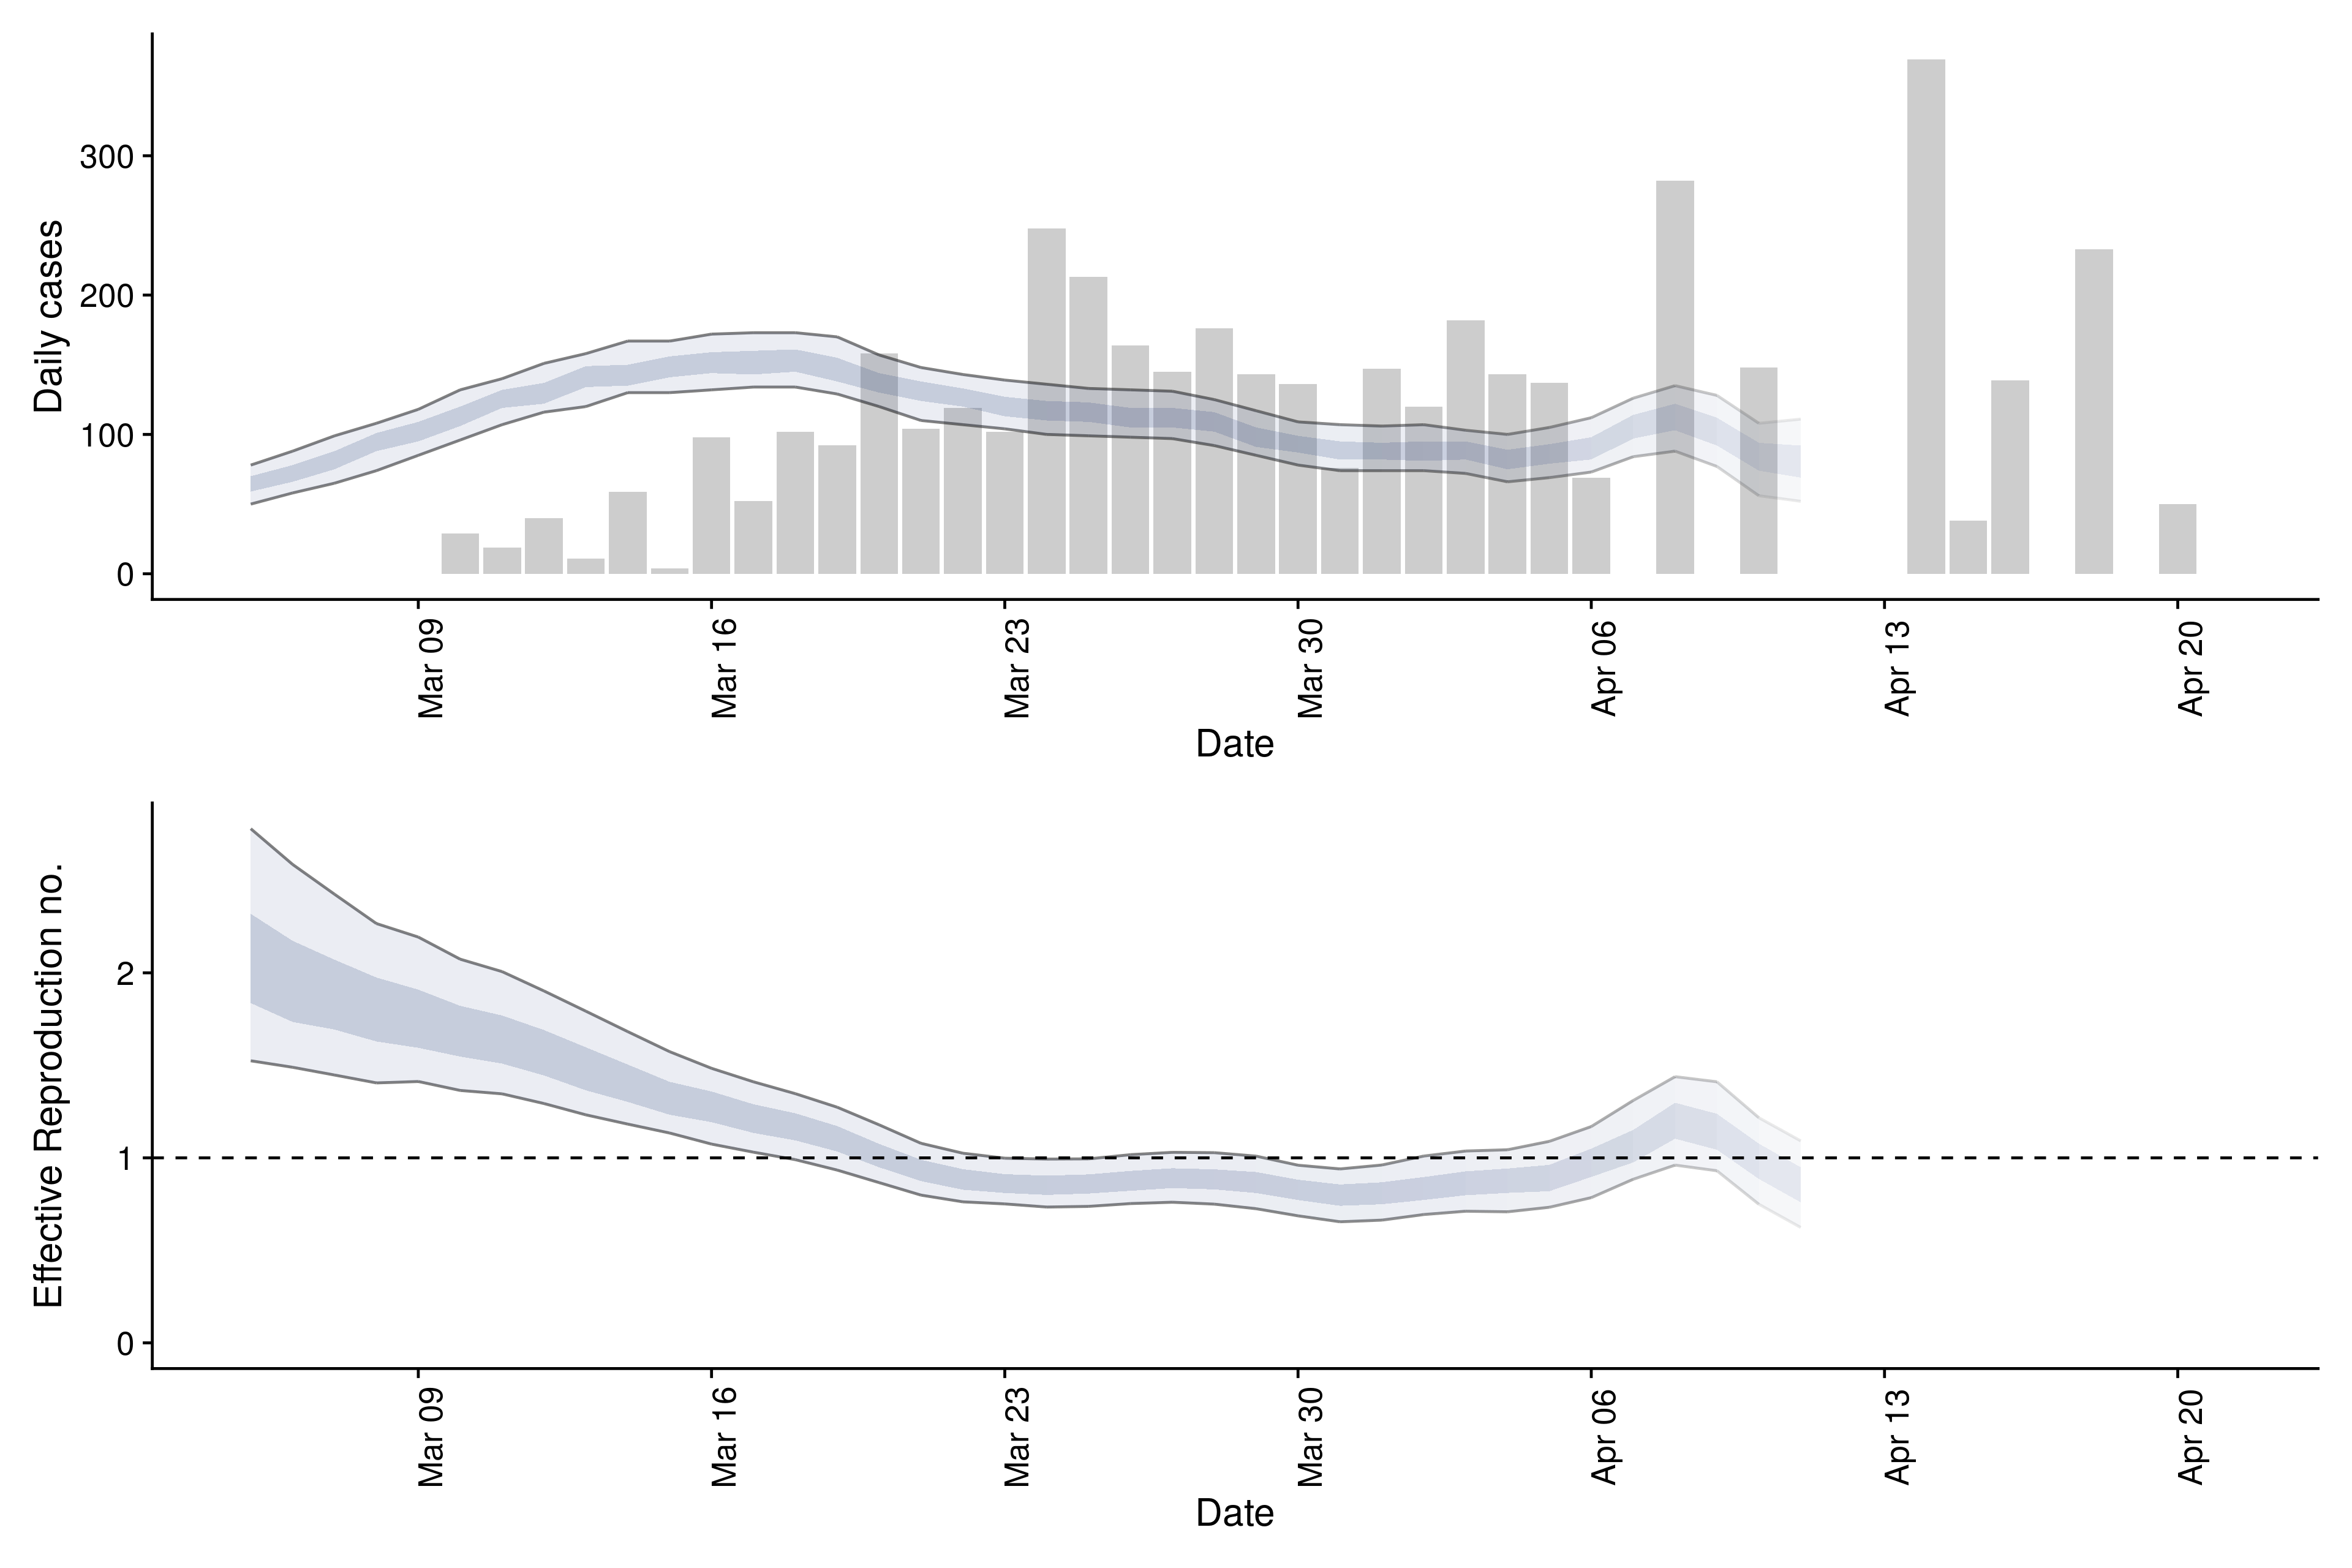 Daily cases
300
200
100
0
Mar 09
Mar 16
Mar 23
Mar 30
Apr 06
Apr 13
Apr 20
Date
Effective Reproduction no.
2
1
0
Mar 09
Mar 16
Mar 23
Mar 30
Apr 06
Apr 13
Apr 20
Date